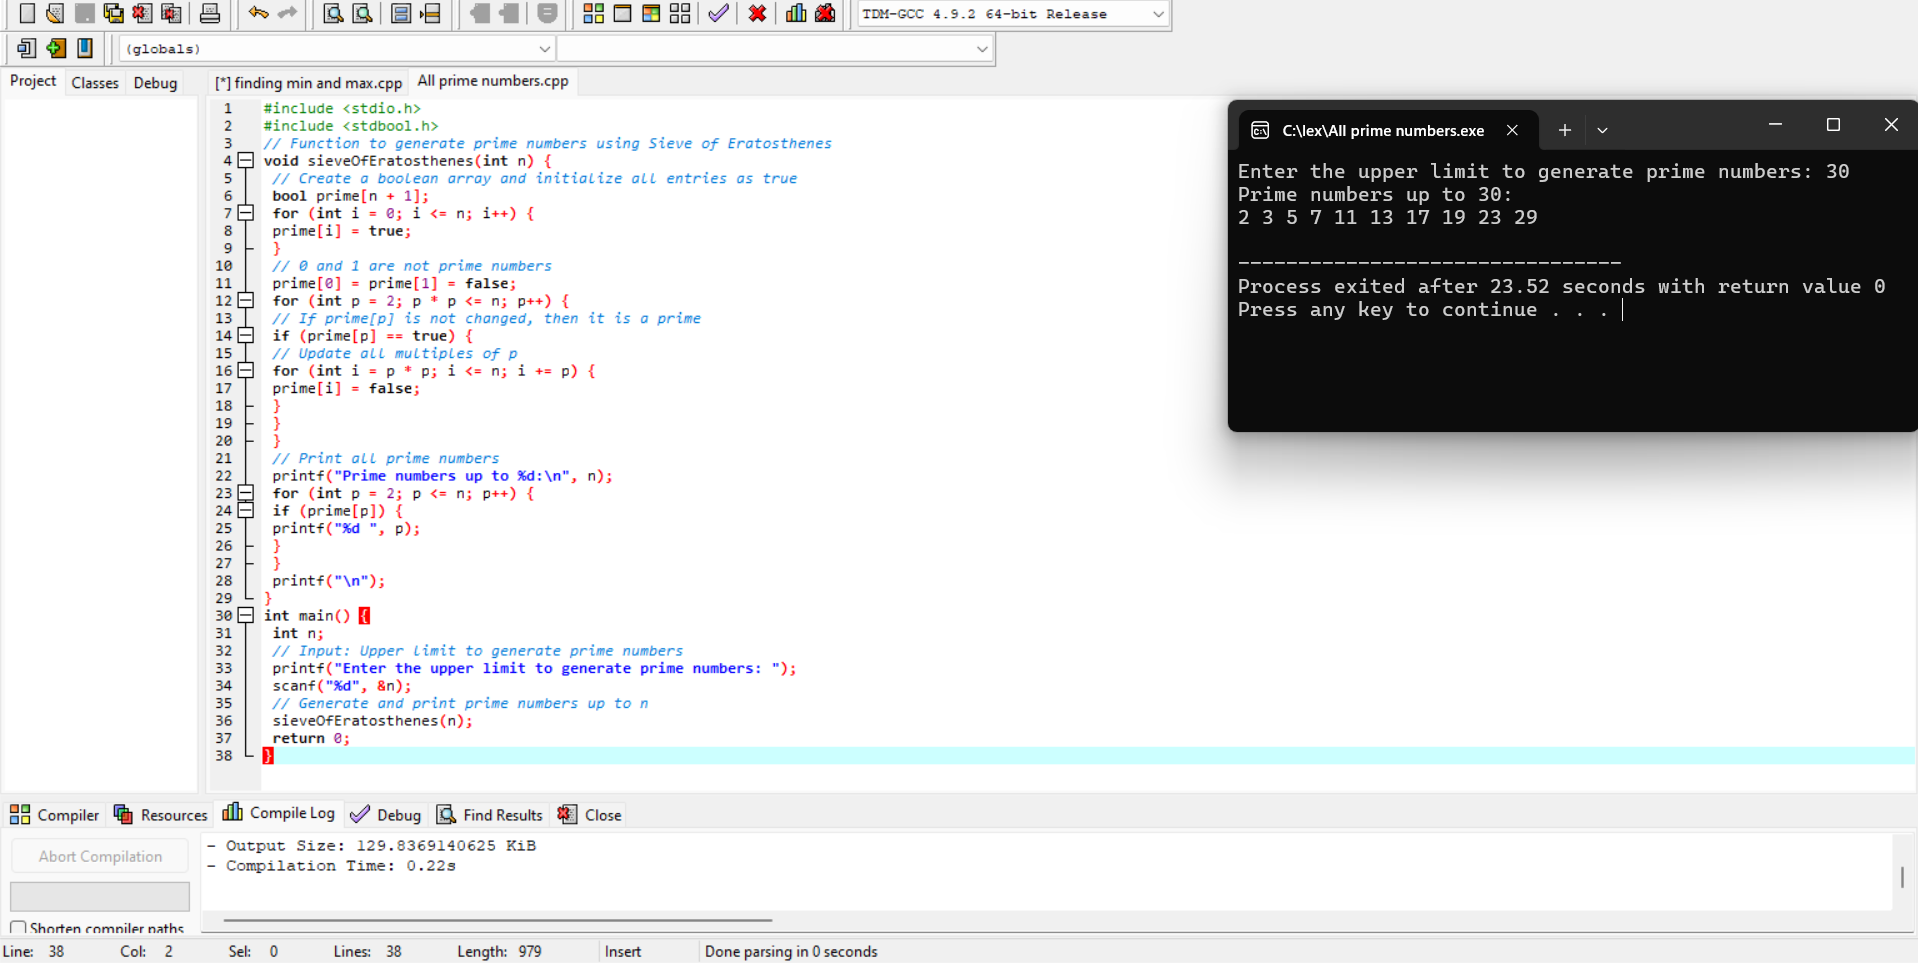 TDM-GCC 4.9.2 64-bit Release
(globals)
Project Classes Debug
[*] finding min and max.cpp All prime numbers.cpp
1 #include <stdio.h>
2 #include <stdbool.h>
3 // Function to generate prime numbers using Sieve of Eratosthenes
4 void sieveOfEratosthenes(int n) {
5 // Create a boolean array and initialize all entries as true
6 bool prime[n + 1];
7 for (int i = 0; i <= n; i++) {
8 prime[i] = true;
9 }
10 // 0 and 1 are not prime numbers
11 prime[0] = prime[1] = false;
12 for (int p = 2; p * p <= n; p++) {
13 // If prime[p] is not changed, then it is a prime
14 if (prime[p] == true) {
15 // Update all multiples of p
16 for (int i = p * p; i <= n; i += p) {
17 prime[i] = false;
18 }
19 }
20 }
21 // Print all prime numbers
22 printf("Prime numbers up to %d:\n", n);
23 for (int p = 2; p <= n; p++) {
24 if (prime[p]) {
25 printf("%d ", p);
26 }
27 }
28 printf("\n");
29 }
30 int main() {
31 int n;
32 // Input: Upper limit to generate prime numbers
33 printf("Enter the upper limit to generate prime numbers: ");
34 scanf("%d", &n);
35 // Generate and print prime numbers up to n
36 sieveOfEratosthenes(n);
37 return 0;
38 }
C:\lex\All prime numbers.exe
Enter the upper limit to generate prime numbers: 30
Prime numbers up to 30:
2 3 5 7 11 13 17 19 23 29
--------------------------------
Process exited after 23.52 seconds with return value 0
Press any key to continue . . .
Compiler Resources Compile Log Debug Find Results Close
Abort Compilation
- Output Size: 129.8369140625 KiB
- Compilation Time: 0.22s
Shorten compiler paths
Line: 38 Col: 2 Sel: 0 Lines: 38 Length: 979 Insert Done parsing in 0 seconds